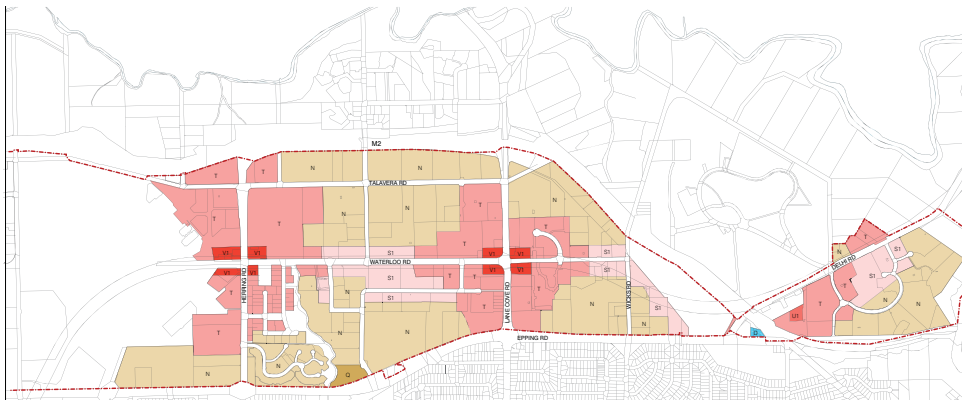 M2
N
N
N
T
T
TALAVERA RD
T
T
N
N
T
N
T
T
V1
V1
S1
V1
V1
S1
WATERLOO RD
V1
V1
T
T
V1
V1
S1
HERRING RD
T
S1
T
T
N
WICKS RD
S1
LANE COVE RD
T
N
N
N
N
EPPING RD
N
N
Q
T
N
S1
DELHI RD
S1
T
N
N
T
U1